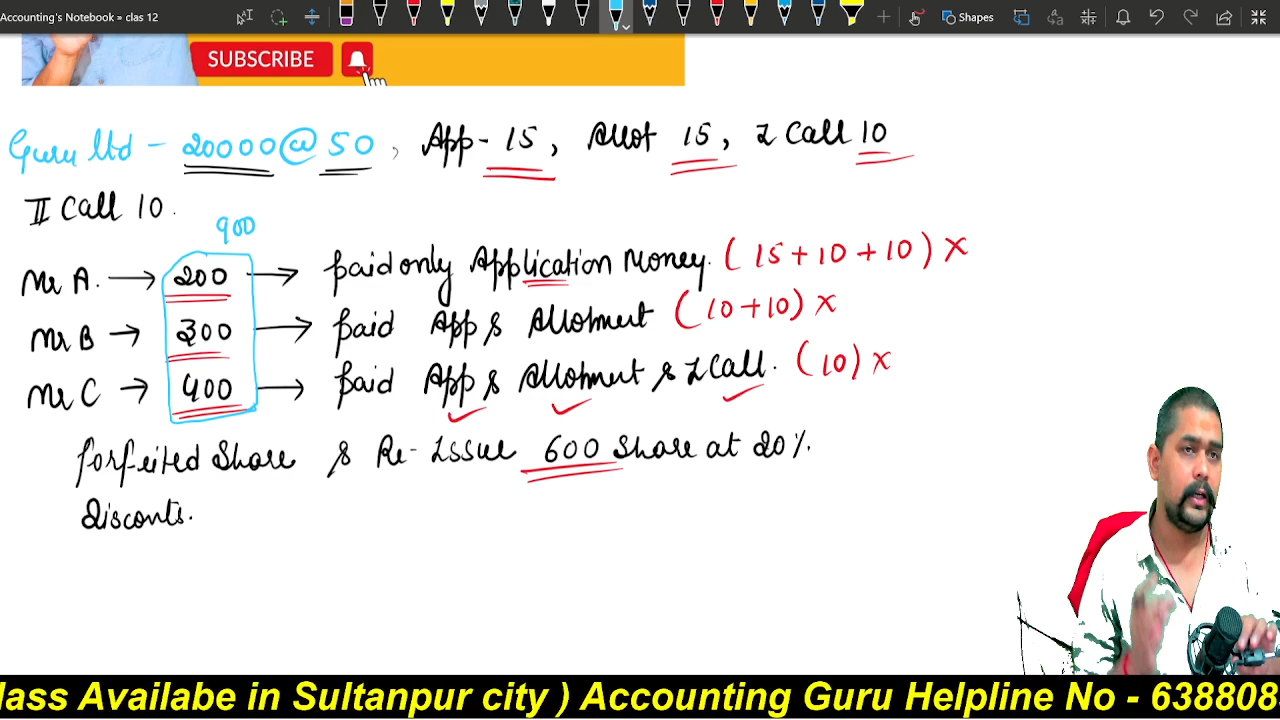 Accounting's Notebook » clas 12
Shapes
SUBSCRIBE
Guru ltd - 20000@50, App-15, Allot 15, I Call 10
II Call 10.
900
Mr A. → 200 → paid only Application Money. (15+10+10) X
Mr B → 300 → paid App & Allotment (10+10) X
Mr C → 400 → paid App & Allotment & I Call. (10) X
forfeited Share & Re-Issue 600 Share at 20%
Disconts.
lass Availabe in Sultanpur city ) Accounting Guru Helpline No - 638808